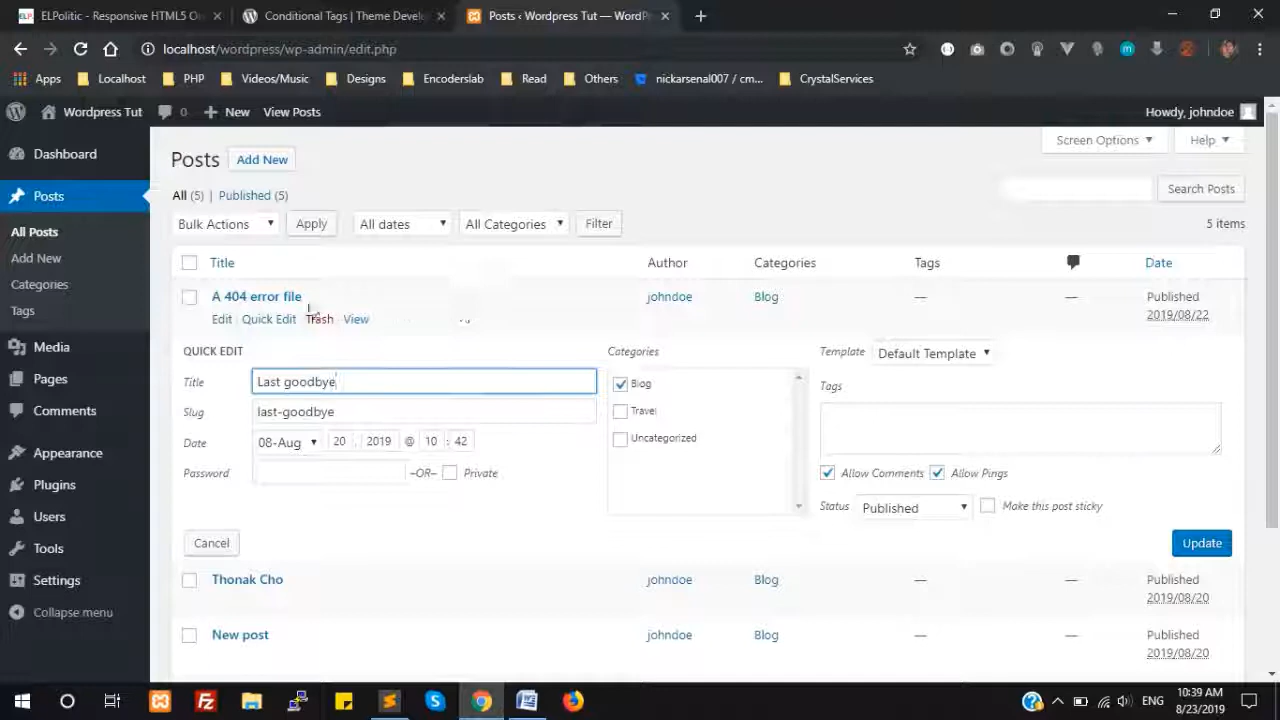 ELPolitic - Responsive HTML5 O
Conditional Tags | Theme Devel
Posts ‹ Wordpress Tut — WordP
localhost/wordpress/wp-admin/edit.php
Apps Localhost PHP Videos/Music Designs Encoderslab Read Others nickarsenal007 / cm... CrystalServices
Wordpress Tut 0 New View Posts Howdy, johndoe
Dashboard
Posts
All Posts
Add New
Categories
Tags
Media
Pages
Comments
Appearance
Plugins
Users
Tools
Settings
Collapse menu
Screen Options Help
Posts Add New
All (5) | Published (5)
Search Posts
Bulk Actions Apply All dates All Categories Filter 5 items
Title Author Categories Tags Date
A 404 error file johndoe Blog — — Published
2019/08/22
Edit Quick Edit Trash View
QUICK EDIT
Title Last goodbye
Slug last-goodbye
Date 08-Aug 20 , 2019 @ 10 : 42
Password –OR– Private
Categories
Blog
Travel
Uncategorized
Template Default Template
Tags
Allow Comments Allow Pings
Status Published Make this post sticky
Cancel Update
Thonak Cho johndoe Blog — — Published
2019/08/20
New post johndoe Blog — — Published
2019/08/20
ENG
10:39 AM
8/23/2019